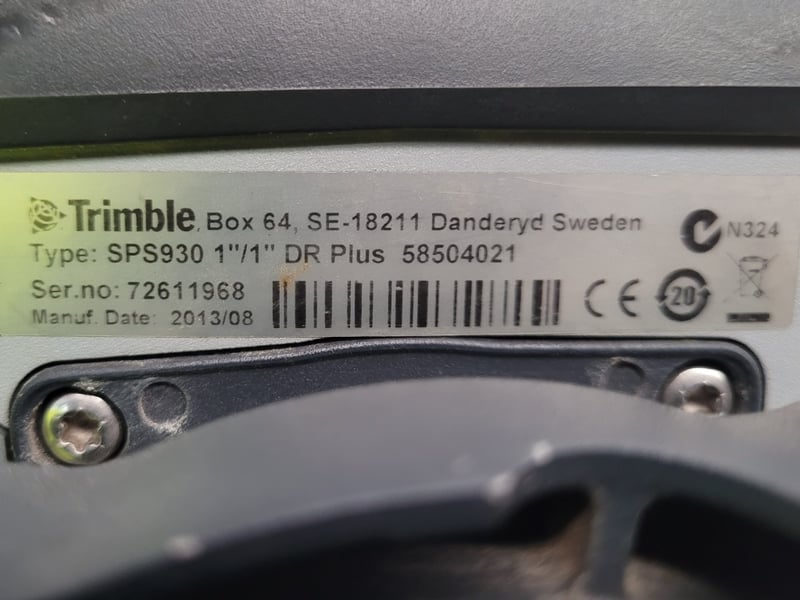 Trimble. Box 64, SE-18211 Danderyd Sweden
N324
Type: SPS930 1"/1" DR Plus 58504021
Ser.no: 72611968
CE
20
Manuf. Date: 2013/08